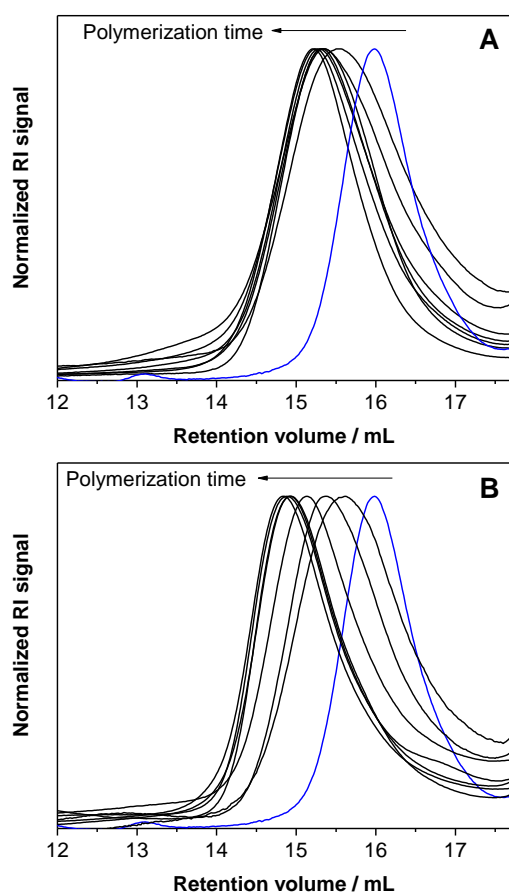 Polymerization time
A
Normalized RI signal
12 13 14 15 16 17
Retention volume / mL
Polymerization time
B
Normalized RI signal
12 13 14 15 16 17
Retention volume / mL